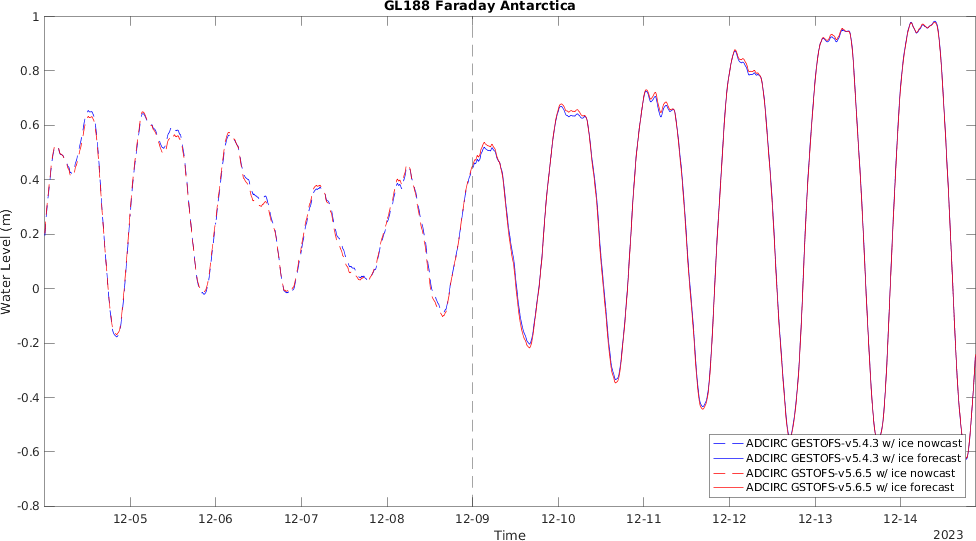 GL188 Faraday Antarctica
1
0.8
0.6
0.4
0.2
0
-0.2
-0.4
-0.6
-0.8
Water Level (m)
ADCIRC GESTOFS-v5.4.3 w/ ice nowcast
ADCIRC GESTOFS-v5.4.3 w/ ice forecast
ADCIRC GSTOFS-v5.6.5 w/ ice nowcast
ADCIRC GSTOFS-v5.6.5 w/ ice forecast
12-05 12-06 12-07 12-08 12-09 12-10 12-11 12-12 12-13 12-14
Time
2023